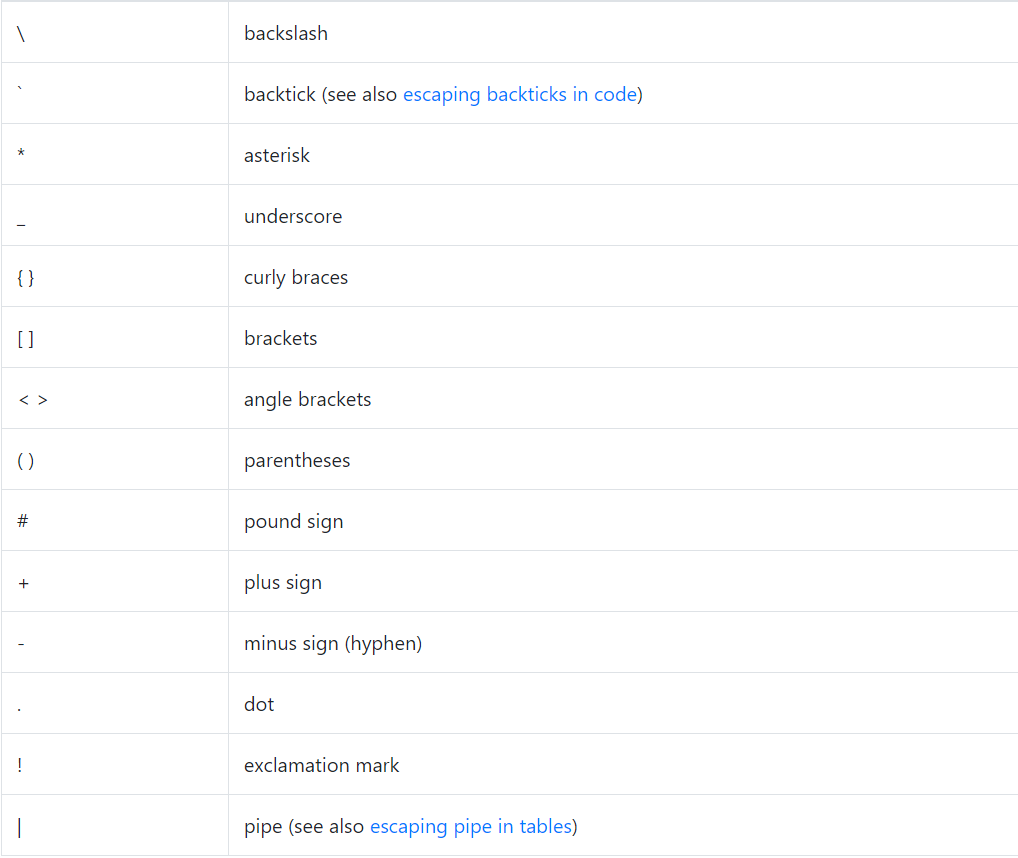 \ backslash
` backtick (see also escaping backticks in code)
* asterisk
_ underscore
{ } curly braces
[ ] brackets
< > angle brackets
( ) parentheses
# pound sign
+ plus sign
- minus sign (hyphen)
. dot
! exclamation mark
| pipe (see also escaping pipe in tables)